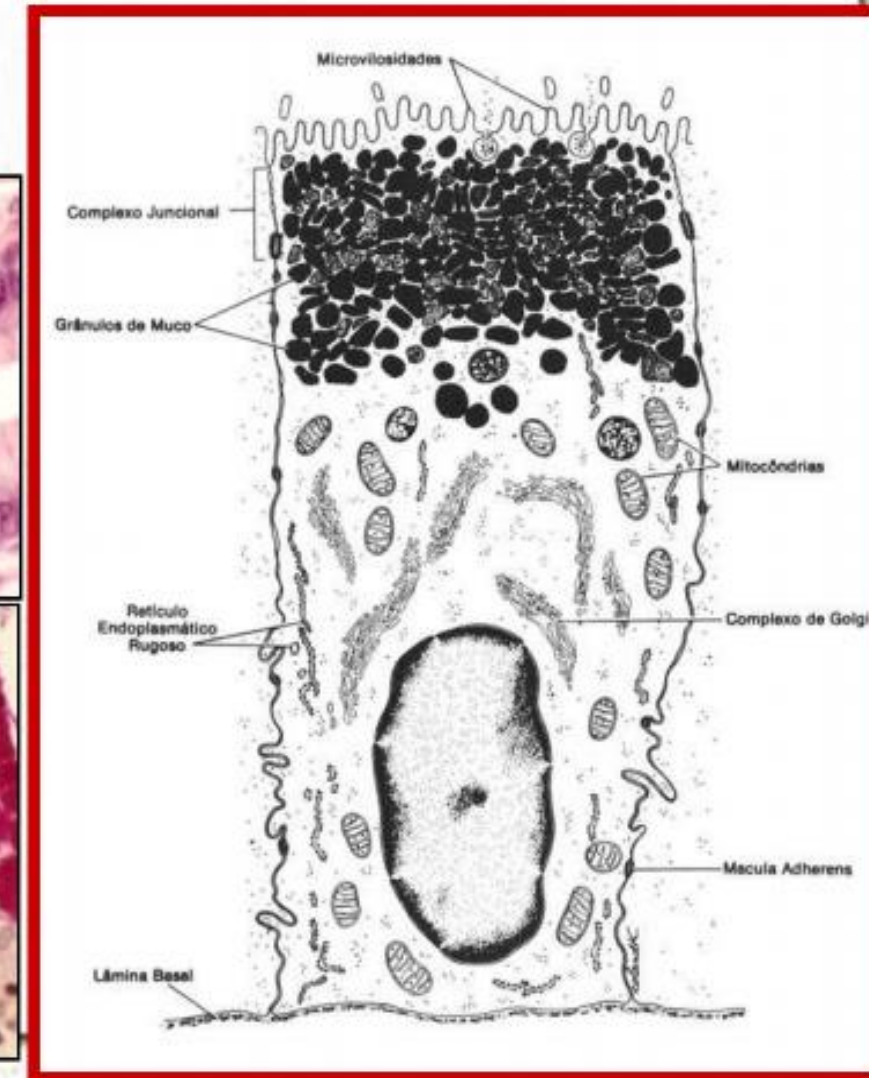 Microvilosidades
Complexo Juncional
Grânulos de Muco
Mitocôndrias
Retículo
Endoplasmático
Rugoso
Complexo de Golgi
Macula Adherens
Lâmina Basal